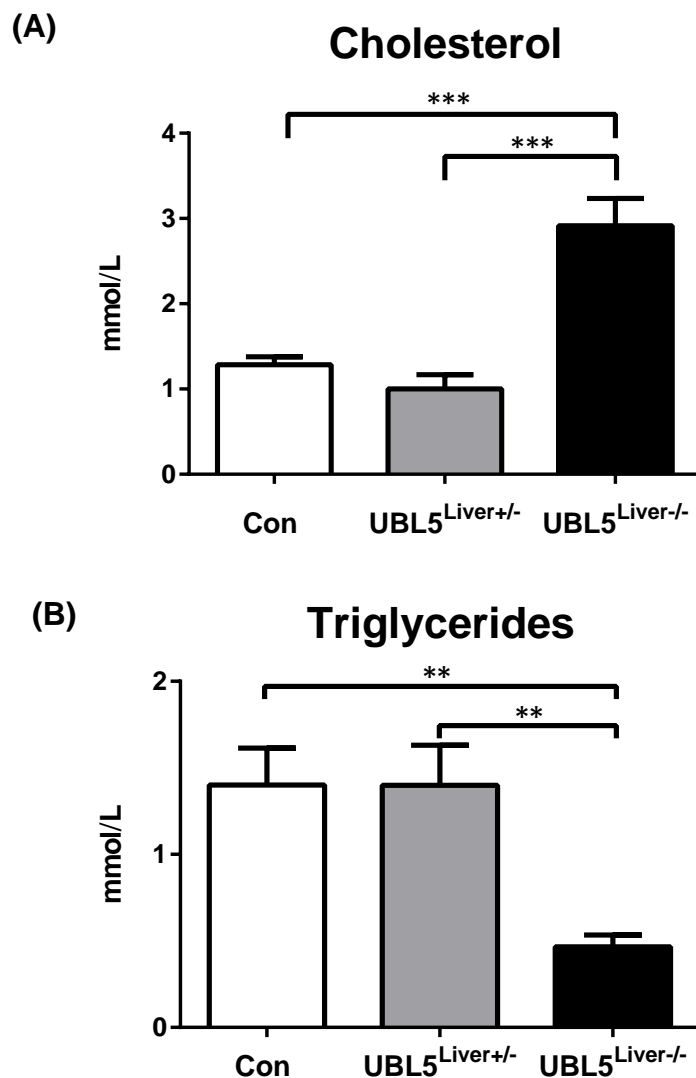 (A)
Cholesterol
***
***
4
3
2
1
0
mmol/L
Con UBL5Liver+/- UBL5Liver-/-
(B)
Triglycerides
**
**
2
1
0
mmol/L
Con UBL5Liver+/- UBL5Liver-/-